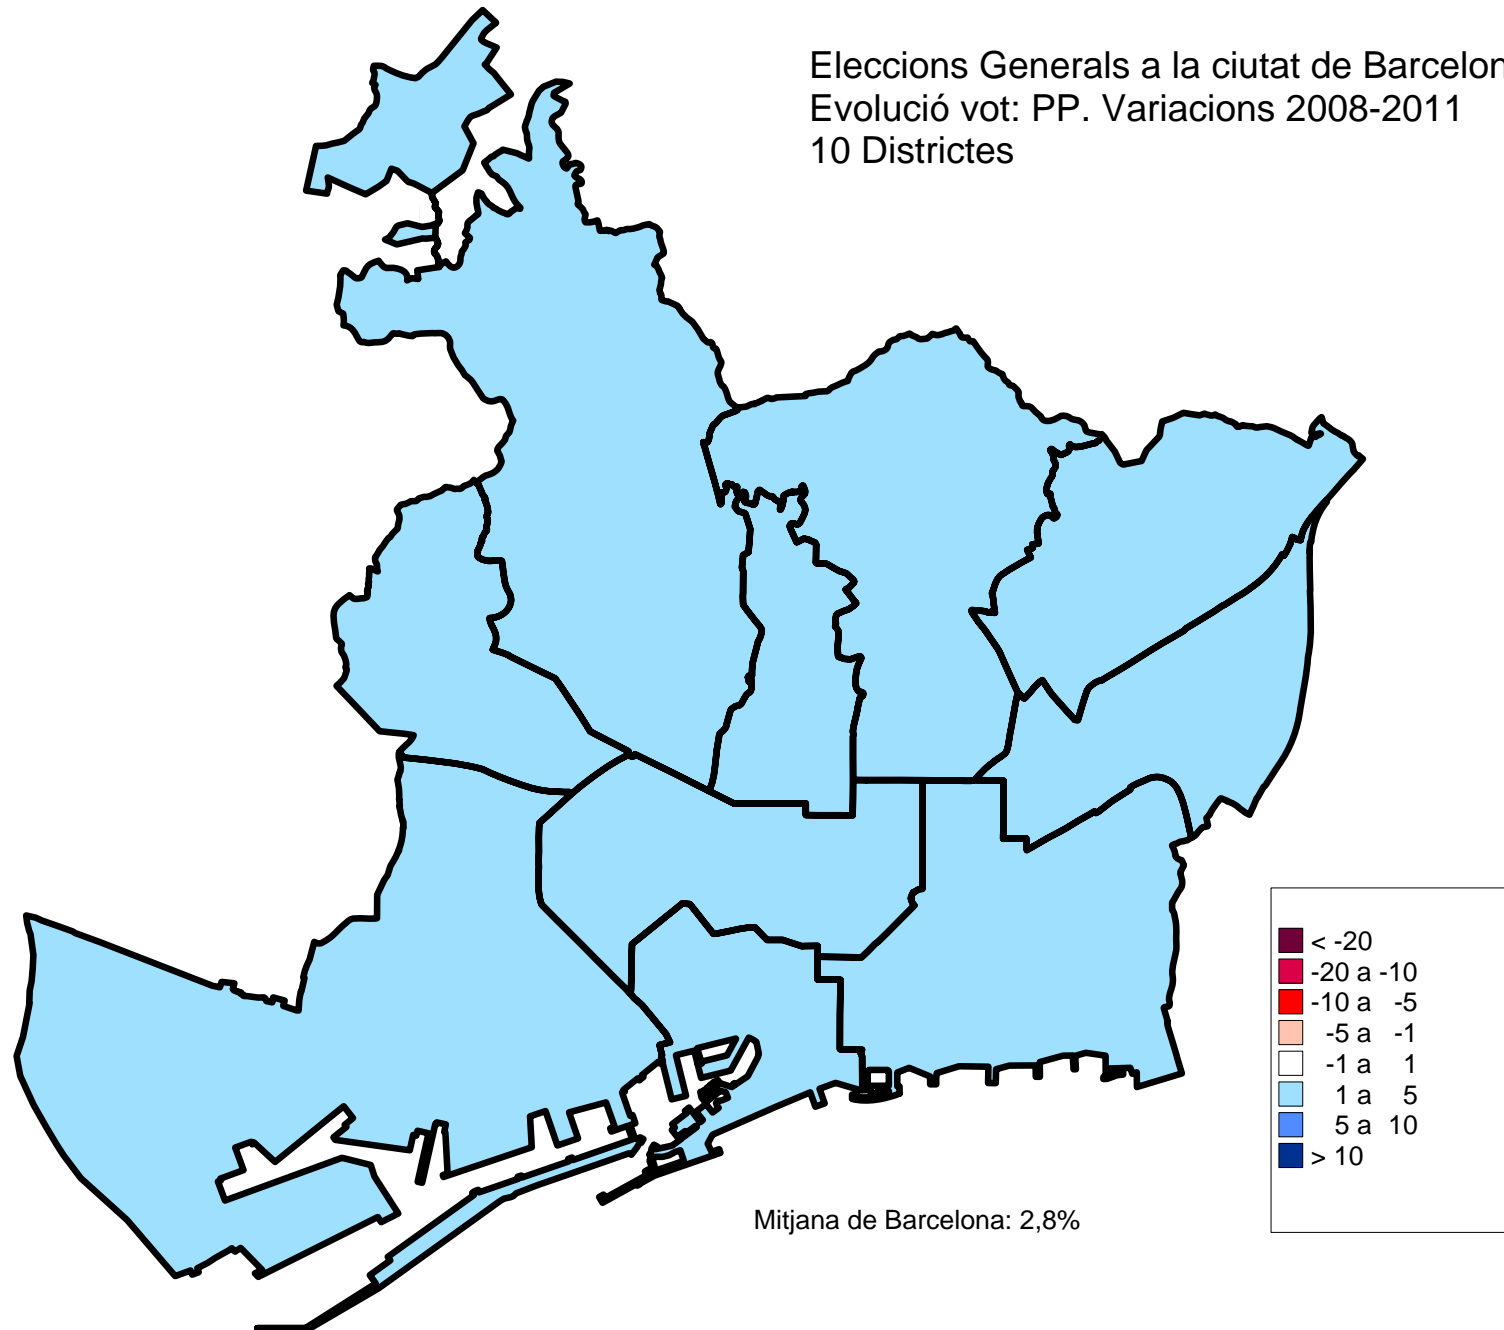 Eleccions Generals a la ciutat de Barcelon
Evolució vot: PP. Variacions 2008-2011
10 Districtes
< -20
-20 a -10
-10 a -5
-5 a -1
-1 a 1
1 a 5
5 a 10
> 10
Mitjana de Barcelona: 2,8%